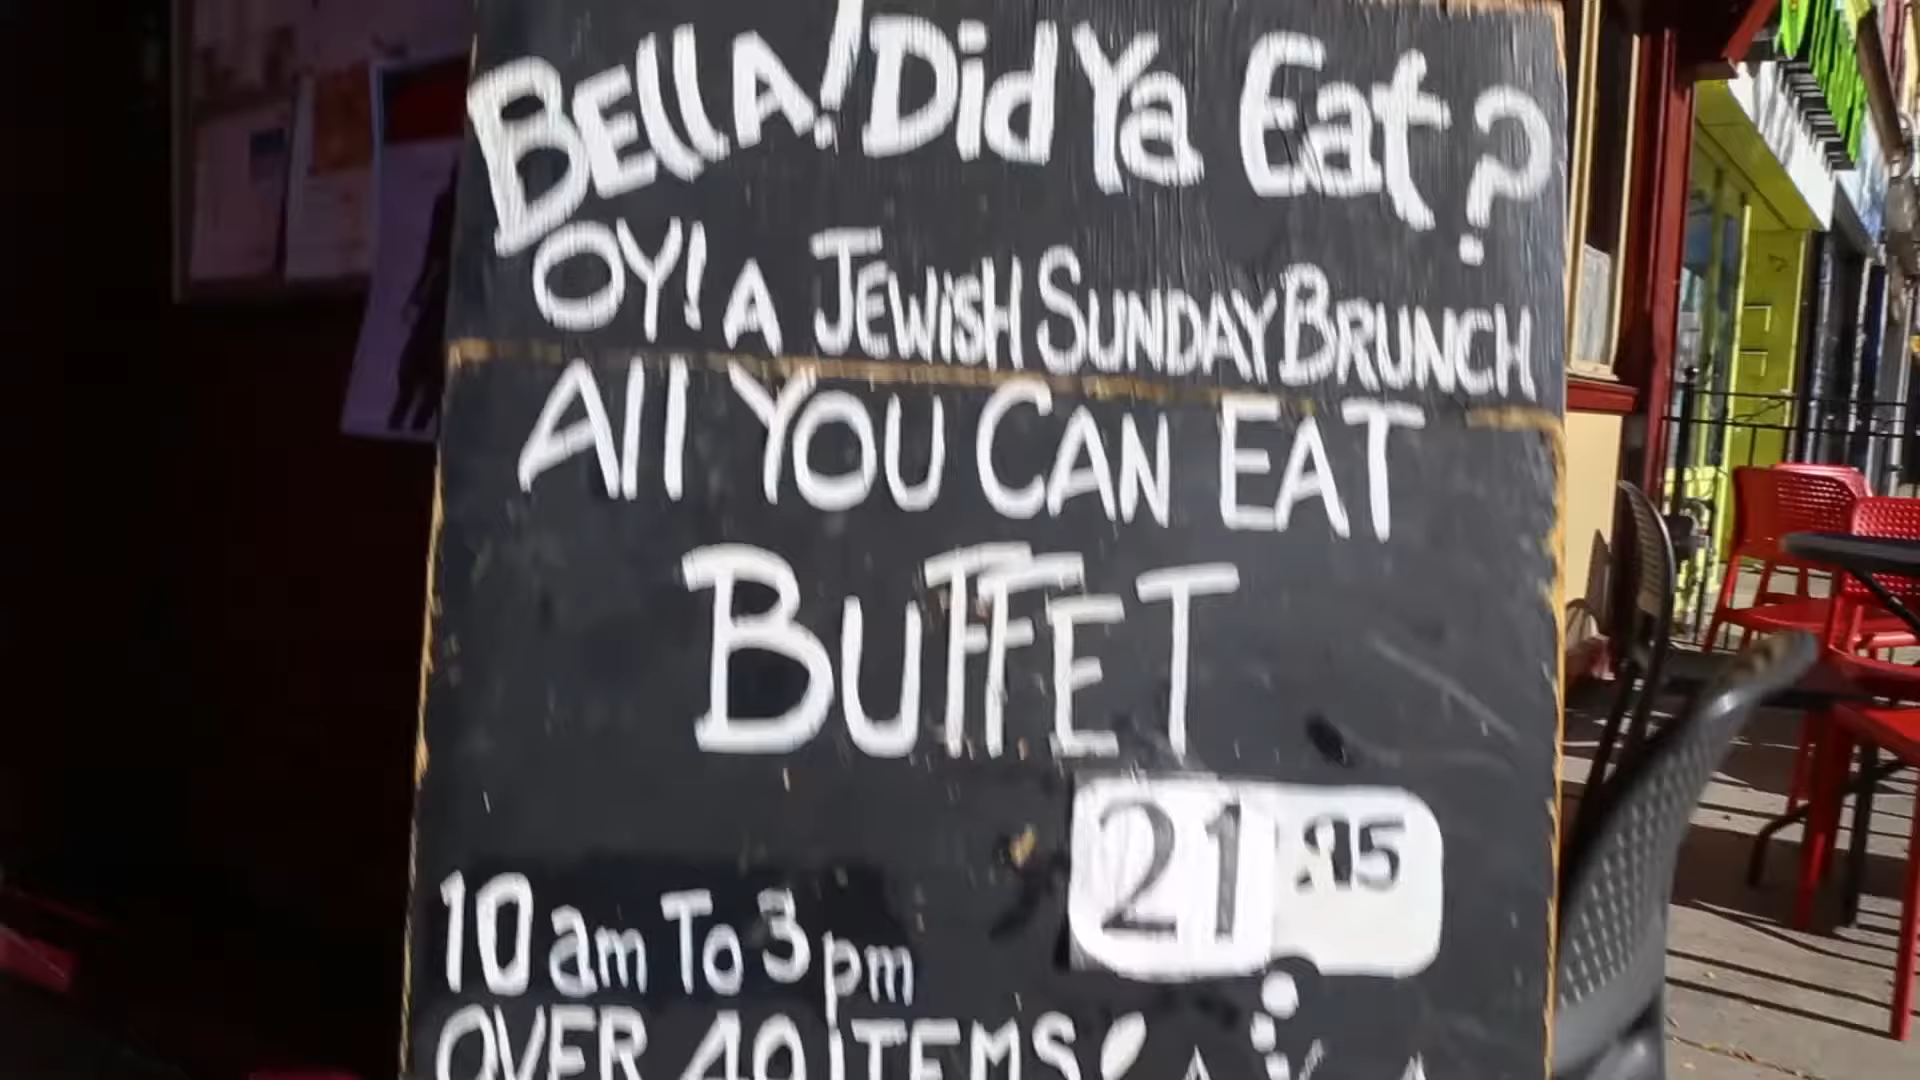 BEllA! Did Ya Eat?
OY! A JEWISH SUNDAY BRUNCH
All YOU CAN EAT
BUFFET
21
10 am To 3 pm
OVER 40 ITEMS